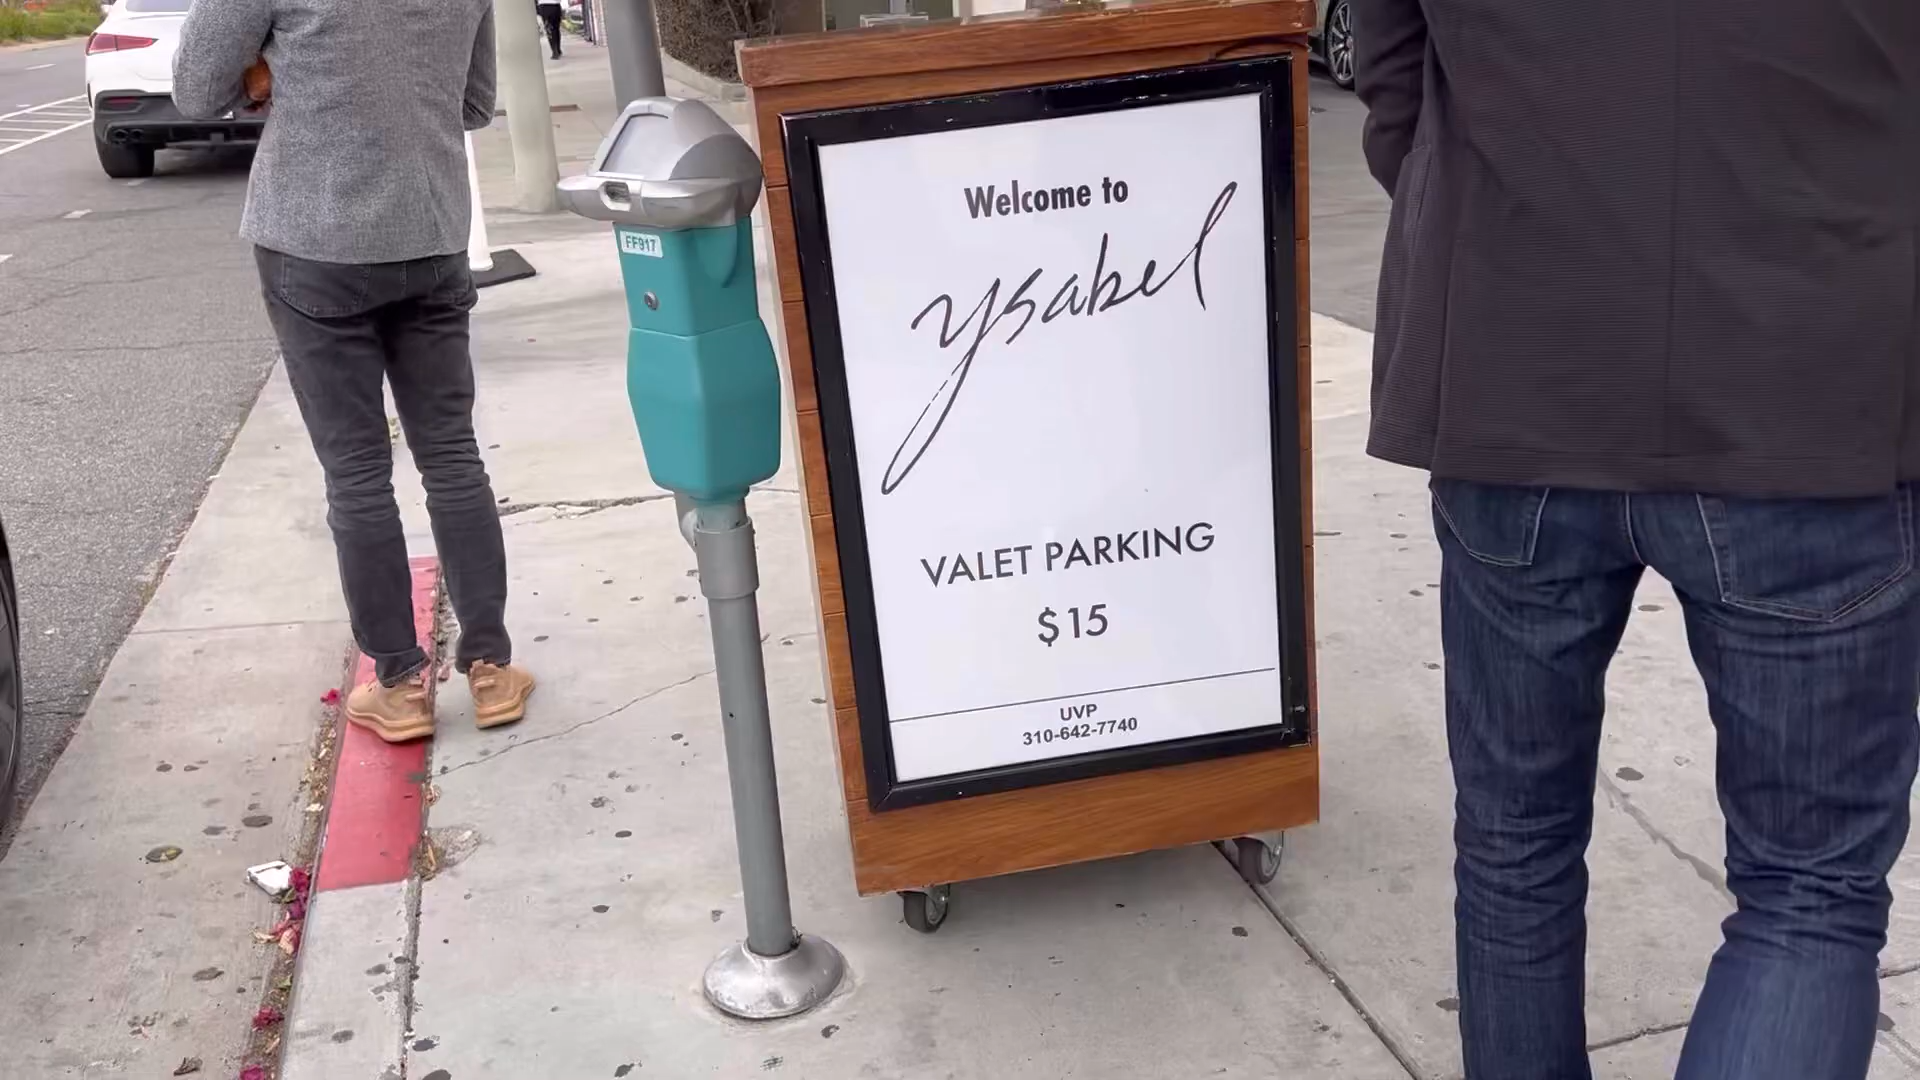 FF917
Welcome to
ysabel
VALET PARKING
$15
UVP
310-642-7740